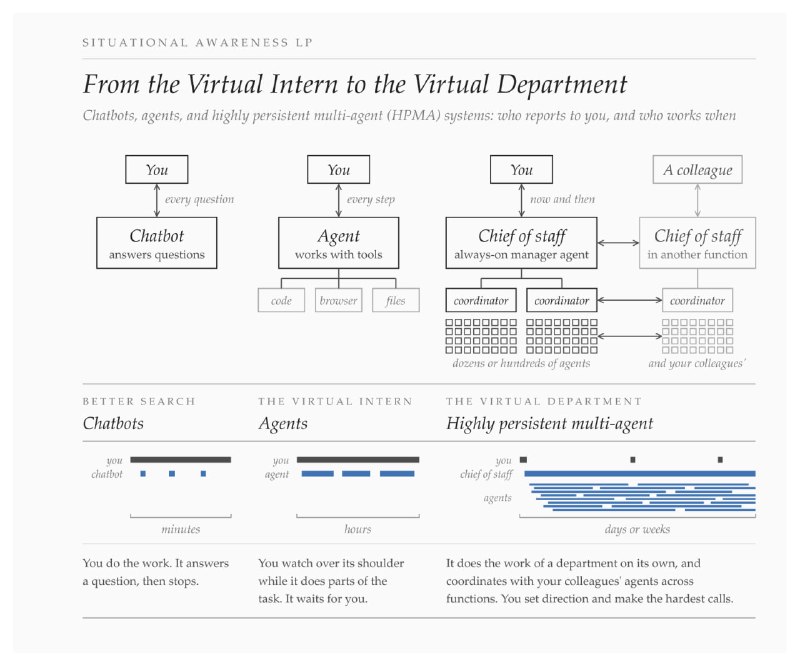 SITUATIONAL AWARENESS LP
From the Virtual Intern to the Virtual Department
Chatbots, agents, and highly persistent multi-agent (HPMA) systems: who reports to you, and who works when
You
every question
Chatbot
answers questions
You
every step
Agent
works with tools
code
browser
files
You
now and then
Chief of staff
always-on manager agent
coordinator
coordinator
dozens or hundreds of agents
A colleague
Chief of staff
in another function
coordinator
and your colleagues'
BETTER SEARCH
Chatbots
you
chatbot
minutes
You do the work. It answers
a question, then stops.
THE VIRTUAL INTERN
Agents
you
agent
hours
You watch over its shoulder
while it does parts of the
task. It waits for you.
THE VIRTUAL DEPARTMENT
Highly persistent multi-agent
you
chief of staff
agents
days or weeks
It does the work of a department on its own, and
coordinates with your colleagues' agents across
functions. You set direction and make the hardest calls.